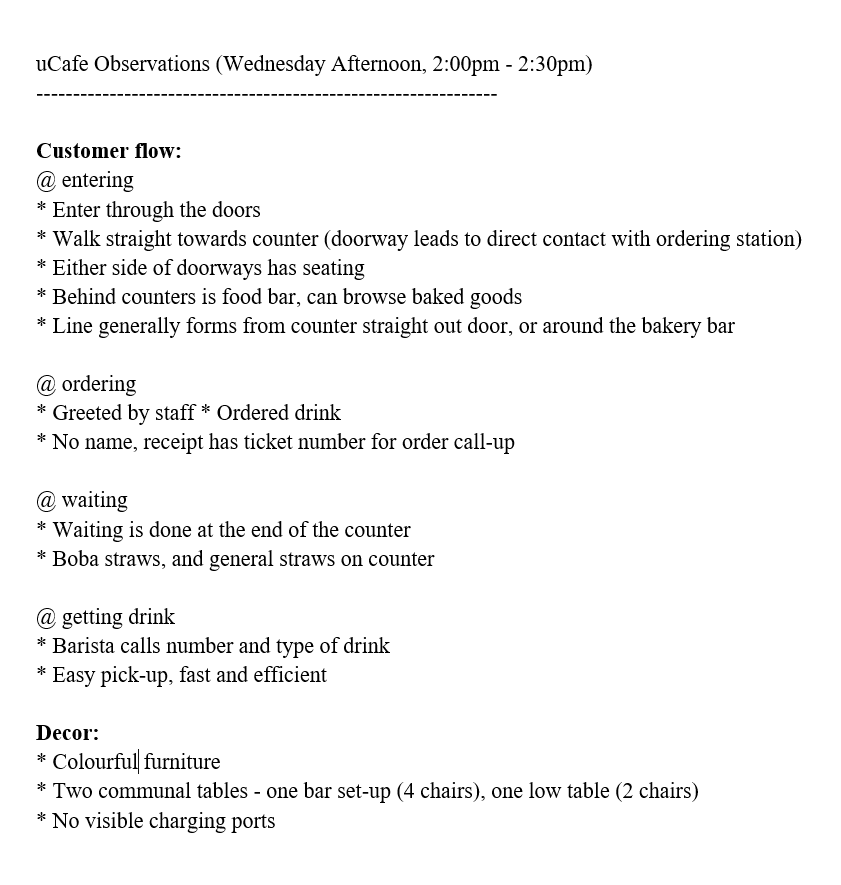 uCafe Observations (Wednesday Afternoon, 2:00pm - 2:30pm)
---------------------------------------------------------------
Customer flow:
@ entering
* Enter through the doors
* Walk straight towards counter (doorway leads to direct contact with ordering station)
* Either side of doorways has seating
* Behind counters is food bar, can browse baked goods
* Line generally forms from counter straight out door, or around the bakery bar
@ ordering
* Greeted by staff * Ordered drink
* No name, receipt has ticket number for order call-up
@ waiting
* Waiting is done at the end of the counter
* Boba straws, and general straws on counter
@ getting drink
* Barista calls number and type of drink
* Easy pick-up, fast and efficient
Decor:
* Colourful furniture
* Two communal tables - one bar set-up (4 chairs), one low table (2 chairs)
* No visible charging ports